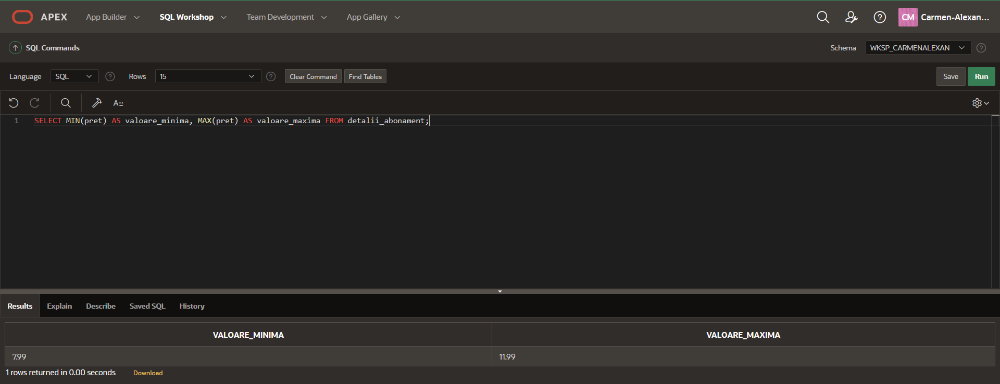 APEX App Builder SQL Workshop Team Development App Gallery CM Carmen-Alexan...
SQL Commands Schema WKSP_CARMENALEXAN ?
Language SQL ? Rows 15 ? Clear Command Find Tables Save Run
A::
1 SELECT MIN(pret) AS valoare_minima, MAX(pret) AS valoare_maxima FROM detalii_abonament;
Results Explain Describe Saved SQL History
VALOARE_MINIMA VALOARE_MAXIMA
7.99 11.99
1 rows returned in 0.00 seconds Download